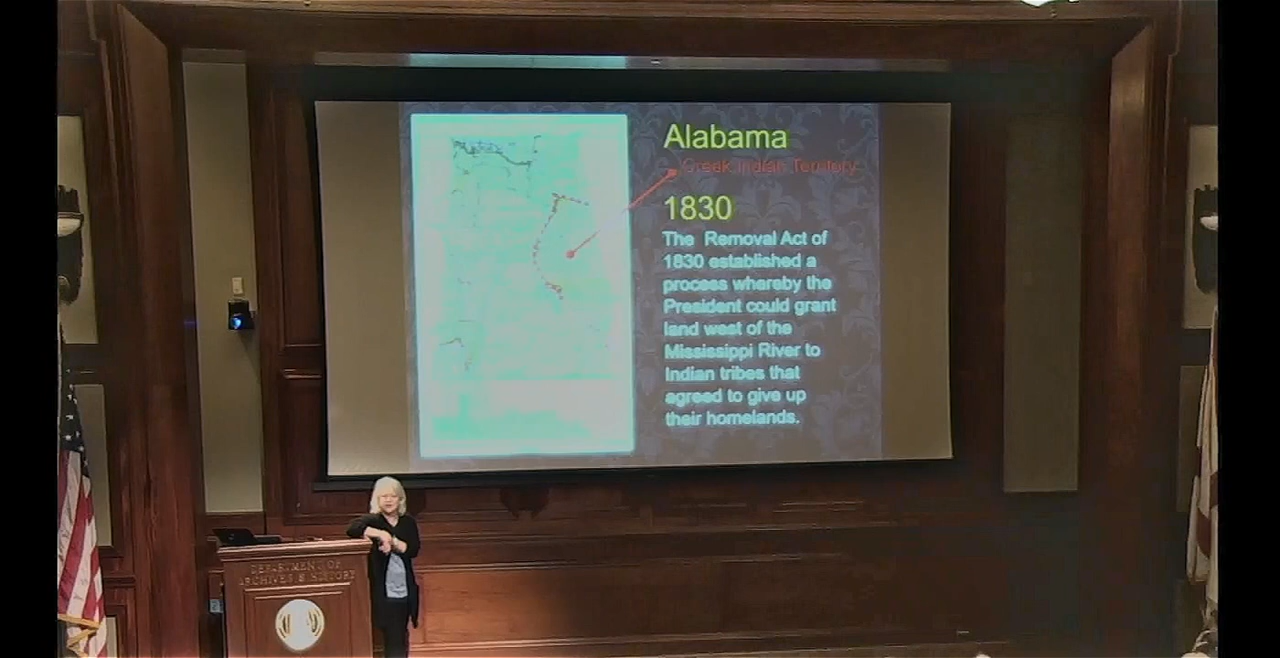 Alabama
Creek Indian Territory
1830
The Removal Act of
1830 established a
process whereby the
President could grant
land west of the
Mississippi River to
Indian tribes that
agreed to give up
their homelands.
DEPARTMENT OF
ARCHIVES & HISTORY